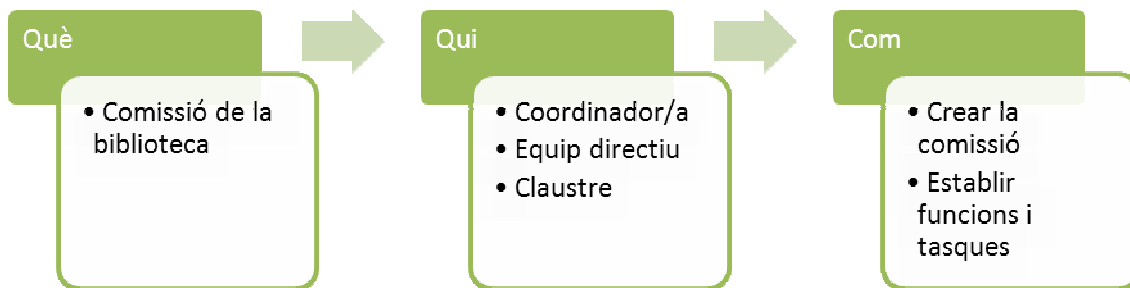 Què
• Comissió de la
biblioteca
Qui
• Coordinador/a
• Equip directiu
• Claustre
Com
• Crear la
comissió
• Establir
funcions i
tasques